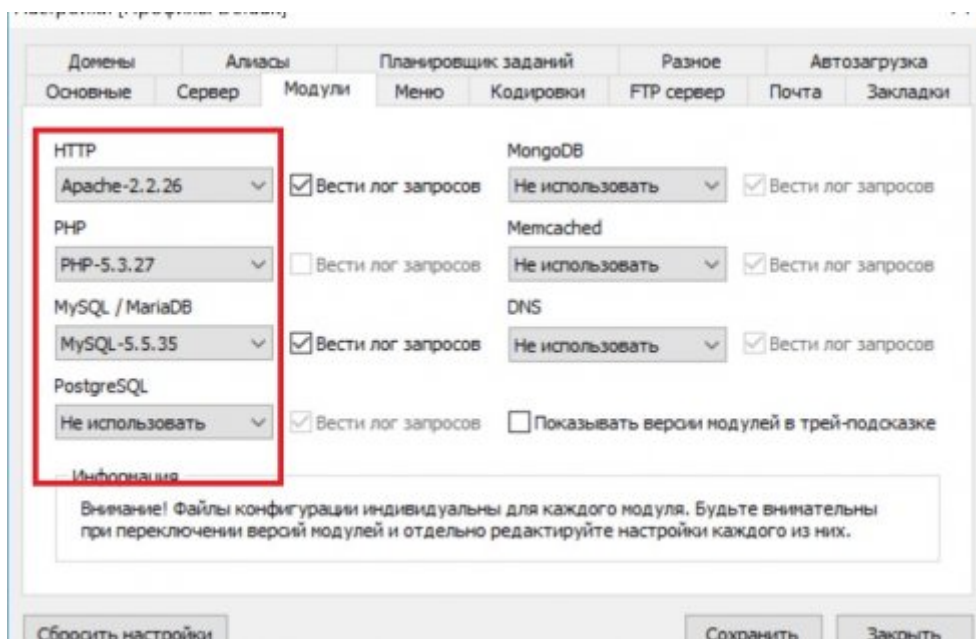 Домены Алиасы Планировщик заданий Разное Автозагрузка
Основные Сервер Модули Меню Кодировки FTP сервер Почта Закладки
HTTP MongoDB
Apache-2.2.26 Вести лог запросов Не использовать Вести лог запросов
PHP Memcached
PHP-5.3.27 Вести лог запросов Не использовать Вести лог запросов
MySQL / MariaDB DNS
MySQL-5.5.35 Вести лог запросов Не использовать Вести лог запросов
PostgreSQL
Не использовать Вести лог запросов Показывать версии модулей в трей-подсказке
Информация
Внимание! Файлы конфигурации индивидуальны для каждого модуля. Будьте внимательны
при переключении версий модулей и отдельно редактируйте настройки каждого из них.
Сбросить настройки Сохранить Закрыть